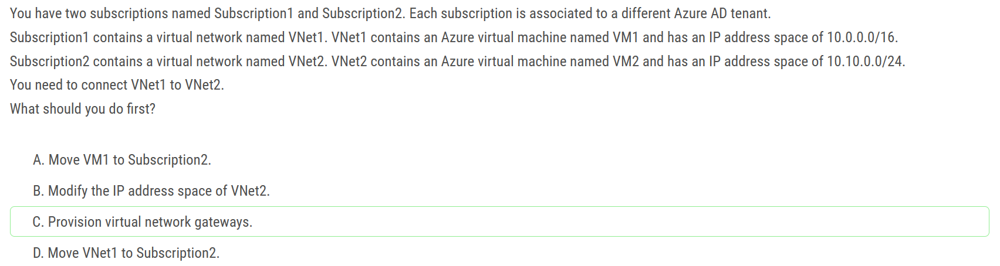 You have two subscriptions named Subscription1 and Subscription2. Each subscription is associated to a different Azure AD tenant.
Subscription1 contains a virtual network named VNet1. VNet1 contains an Azure virtual machine named VM1 and has an IP address space of 10.0.0.0/16.
Subscription2 contains a virtual network named VNet2. VNet2 contains an Azure virtual machine named VM2 and has an IP address space of 10.10.0.0/24.
You need to connect VNet1 to VNet2.
What should you do first?
A. Move VM1 to Subscription2.
B. Modify the IP address space of VNet2.
C. Provision virtual network gateways.
D. Move VNet1 to Subscription2.